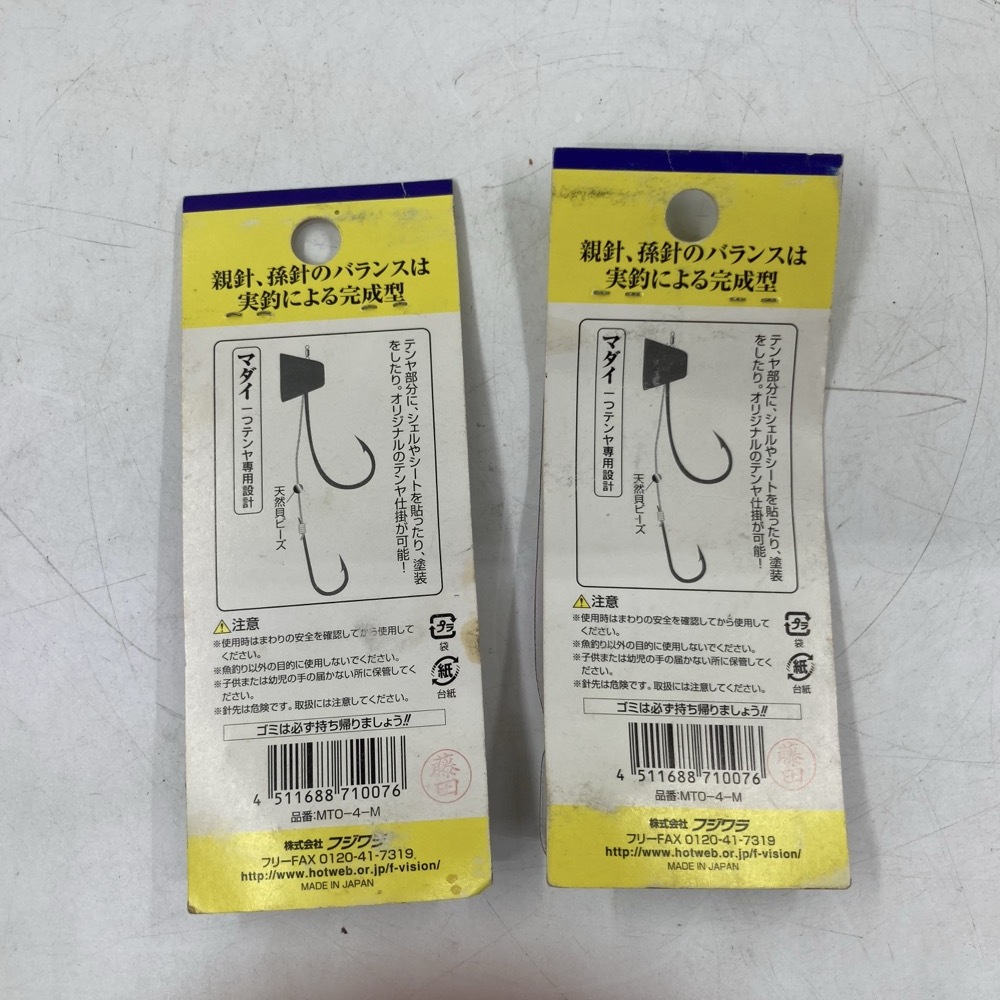 親針、孫針のバランスは
実釣による完成型
テンヤ部分に、シェルやシートを貼ったり、塗装
をしたり。オリジナルのテンヤ仕掛が可能！
マダイ 一つテンヤ専用設計
天然貝ビーズ
注意
※使用時はまわりの安全を確認してから使用して
ください。
※魚釣り以外の目的に使用しないでください。
※子供または幼児の手の届かない所に保管してく
ださい。
※針先は危険です。取扱には注意してください。
プラ
袋
紙
台紙
ゴミは必ず持ち帰りましょう!!
4 511688 710076
藤田
品番:MTO-4-M
株式会社 フジワラ
フリーFAX 0120-41-7319
http://www.hotweb.or.jp/f-vision/
MADE IN JAPAN
親針、孫針のバランスは
実釣による完成型
テンヤ部分に、シェルやシートを貼ったり、塗装
をしたり。オリジナルのテンヤ仕掛が可能！
マダイ 一つテンヤ専用設計
天然貝ビーズ
注意
※使用時はまわりの安全を確認してから使用して
ください。
※魚釣り以外の目的に使用しないでください。
※子供または幼児の手の届かない所に保管してく
ださい。
※針先は危険です。取扱には注意してください。
プラ
袋
紙
台紙
ゴミは必ず持ち帰りましょう!!
4 511688 710076
藤田
品番:MTO-4-M
株式会社 フジワラ
フリーFAX 0120-41-7319
http://www.hotweb.or.jp/f-vision/
MADE IN JAPAN